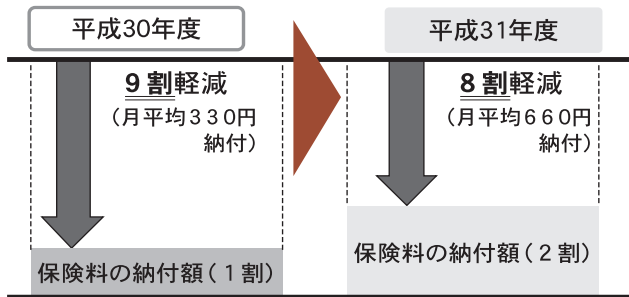 平成30年度
9割軽減
(月平均330円
納付)
保険料の納付額(1割)
平成31年度
8割軽減
(月平均660円
納付)
保険料の納付額(2割)